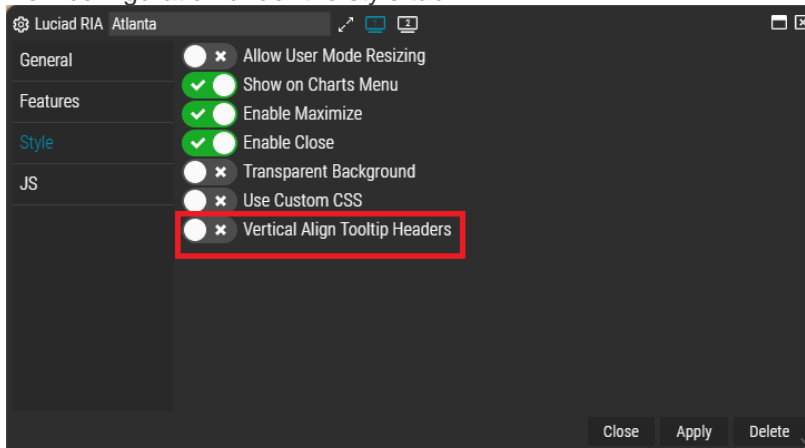 Luciad RIA Atlanta 1 2
General
Features
Style
JS
Allow User Mode Resizing
Show on Charts Menu
Enable Maximize
Enable Close
Transparent Background
Use Custom CSS
Vertical Align Tooltip Headers
Close Apply Delete